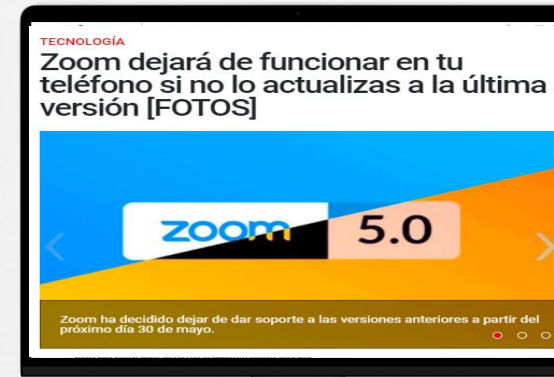 TECNOLOGÍA
Zoom dejará de funcionar en tu
teléfono si no lo actualizas a la última
versión [FOTOS]
zoom 5.0
Zoom ha decidido dejar de dar soporte a las versiones anteriores a partir del
próximo día 30 de mayo.